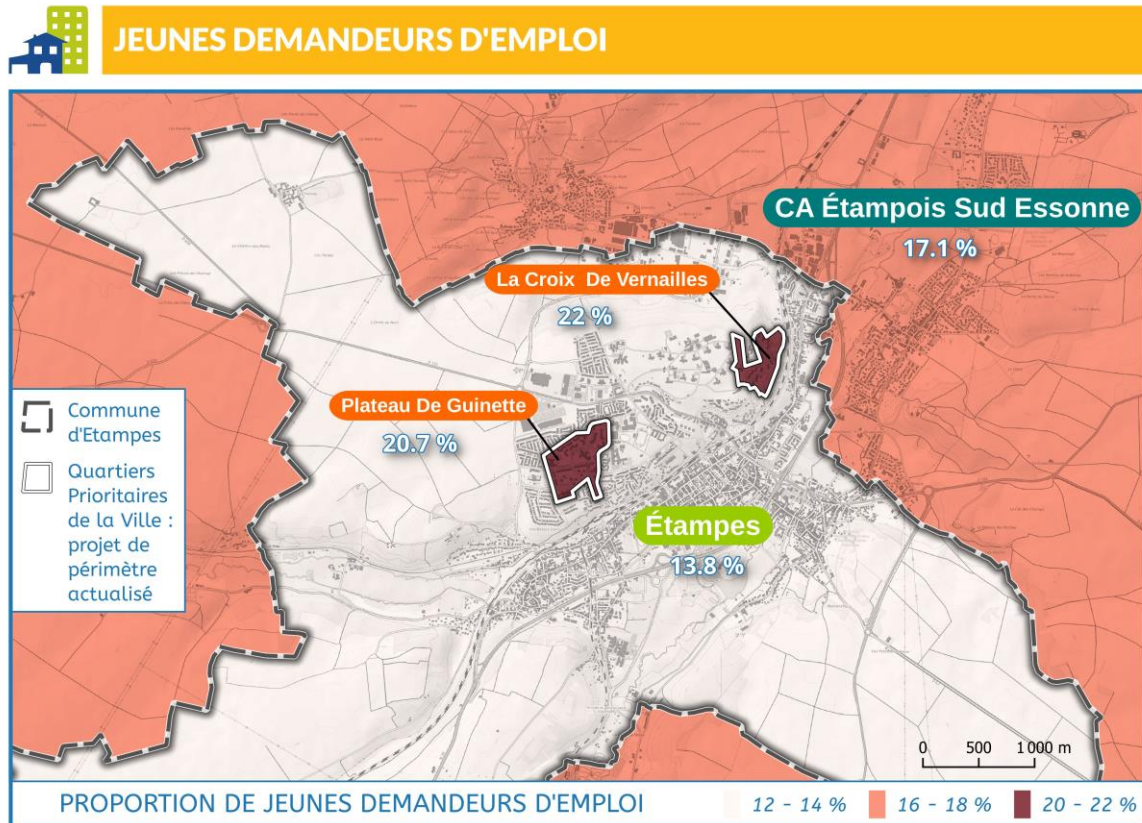 JEUNES DEMANDEURS D'EMPLOI
CA Étampois Sud Essonne
17.1 %
La Croix De Vernailles
22 %
Plateau De Guinette
20.7 %
Étampes
13.8 %
Commune
d'Etampes
Quartiers
Prioritaires
de la Ville :
projet de
périmètre
actualisé
0 500 1000 m
PROPORTION DE JEUNES DEMANDEURS D'EMPLOI 12 - 14 % 16 - 18 % 20 - 22 %